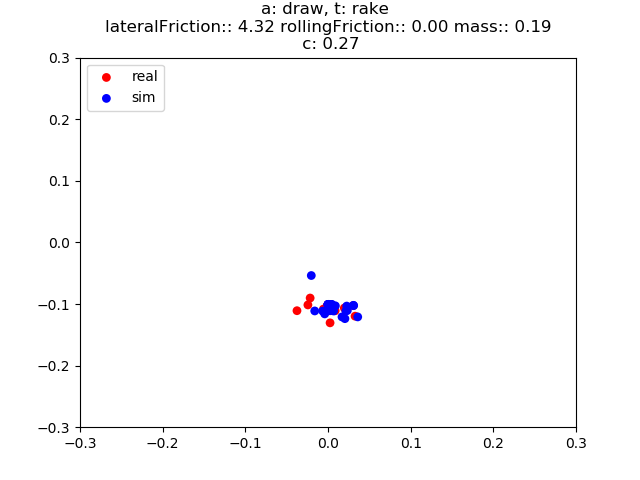 a: draw, t: rake
lateralFriction:: 4.32 rollingFriction:: 0.00 mass:: 0.19
c: 0.27
real
sim
0.3
0.2
0.1
0.0
−0.1
−0.2
−0.3
−0.3
−0.2
−0.1
0.0
0.1
0.2
0.3